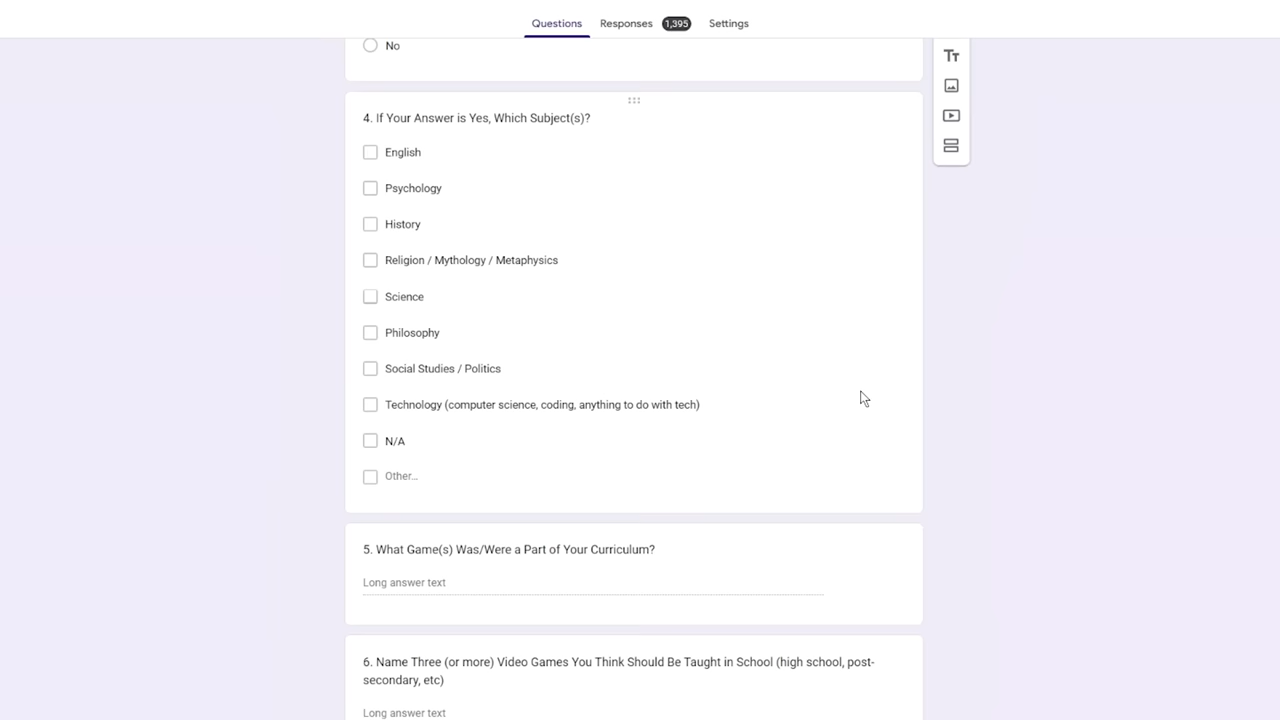 Questions Responses 1,395 Settings
No
4. If Your Answer is Yes, Which Subject(s)?
English
Psychology
History
Religion / Mythology / Metaphysics
Science
Philosophy
Social Studies / Politics
Technology (computer science, coding, anything to do with tech)
N/A
Other...
5. What Game(s) Was/Were a Part of Your Curriculum?
Long answer text
6. Name Three (or more) Video Games You Think Should Be Taught in School (high school, post-
secondary, etc)
Long answer text